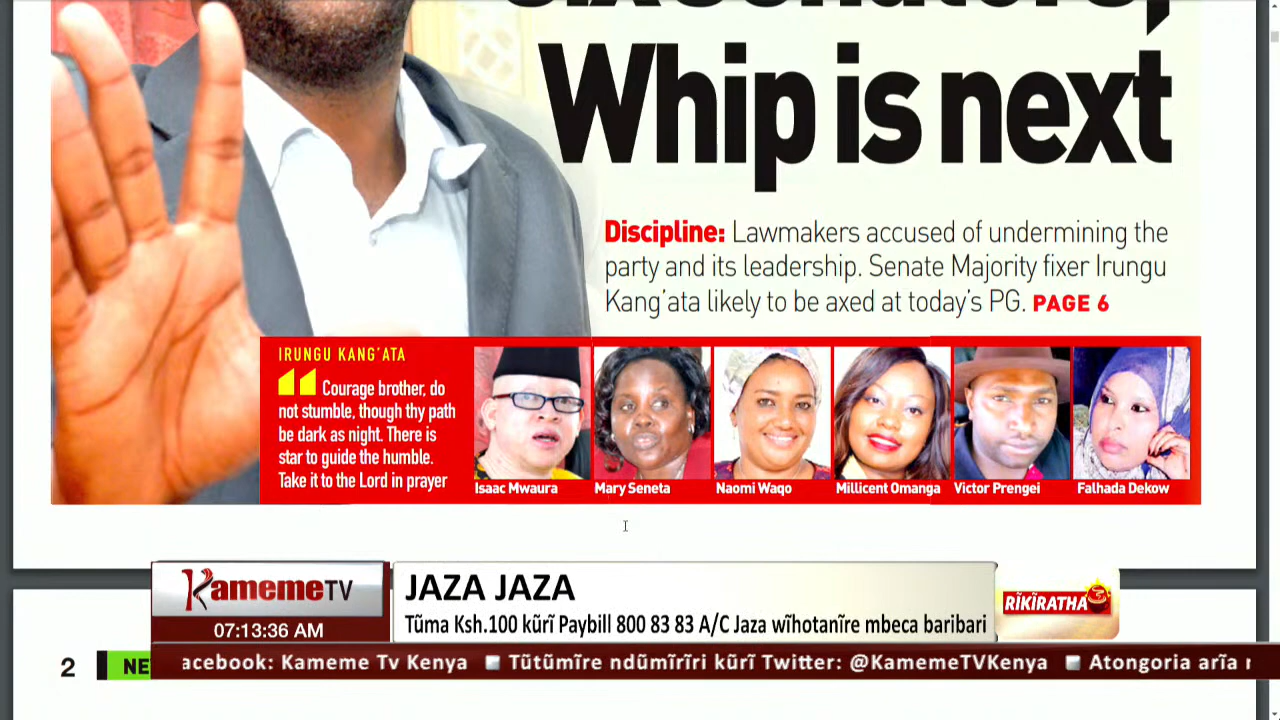 Whip is next
Discipline: Lawmakers accused of undermining the
party and its leadership. Senate Majority fixer Irungu
Kang'ata likely to be axed at today's PG. PAGE 6
IRUNGU KANG'ATA
Courage brother, do
not stumble, though thy path
be dark as night. There is
star to guide the humble.
Take it to the Lord in prayer
Isaac Mwaura
Mary Seneta
Naomi Waqo
Millicent Omanga
Victor Prengei
Falhada Dekow
Kameme TV
07:13:36 AM
JAZA JAZA
Tũma Ksh.100 kũrĩ Paybill 800 83 83 A/C Jaza wĩhotanĩre mbeca baribari
RĨKĨRATHA
2 NE
acebook: Kameme Tv Kenya Tũtũmĩre ndũmĩrĩri kũrĩ Twitter: @KamemeTVKenya Atongoria arĩa